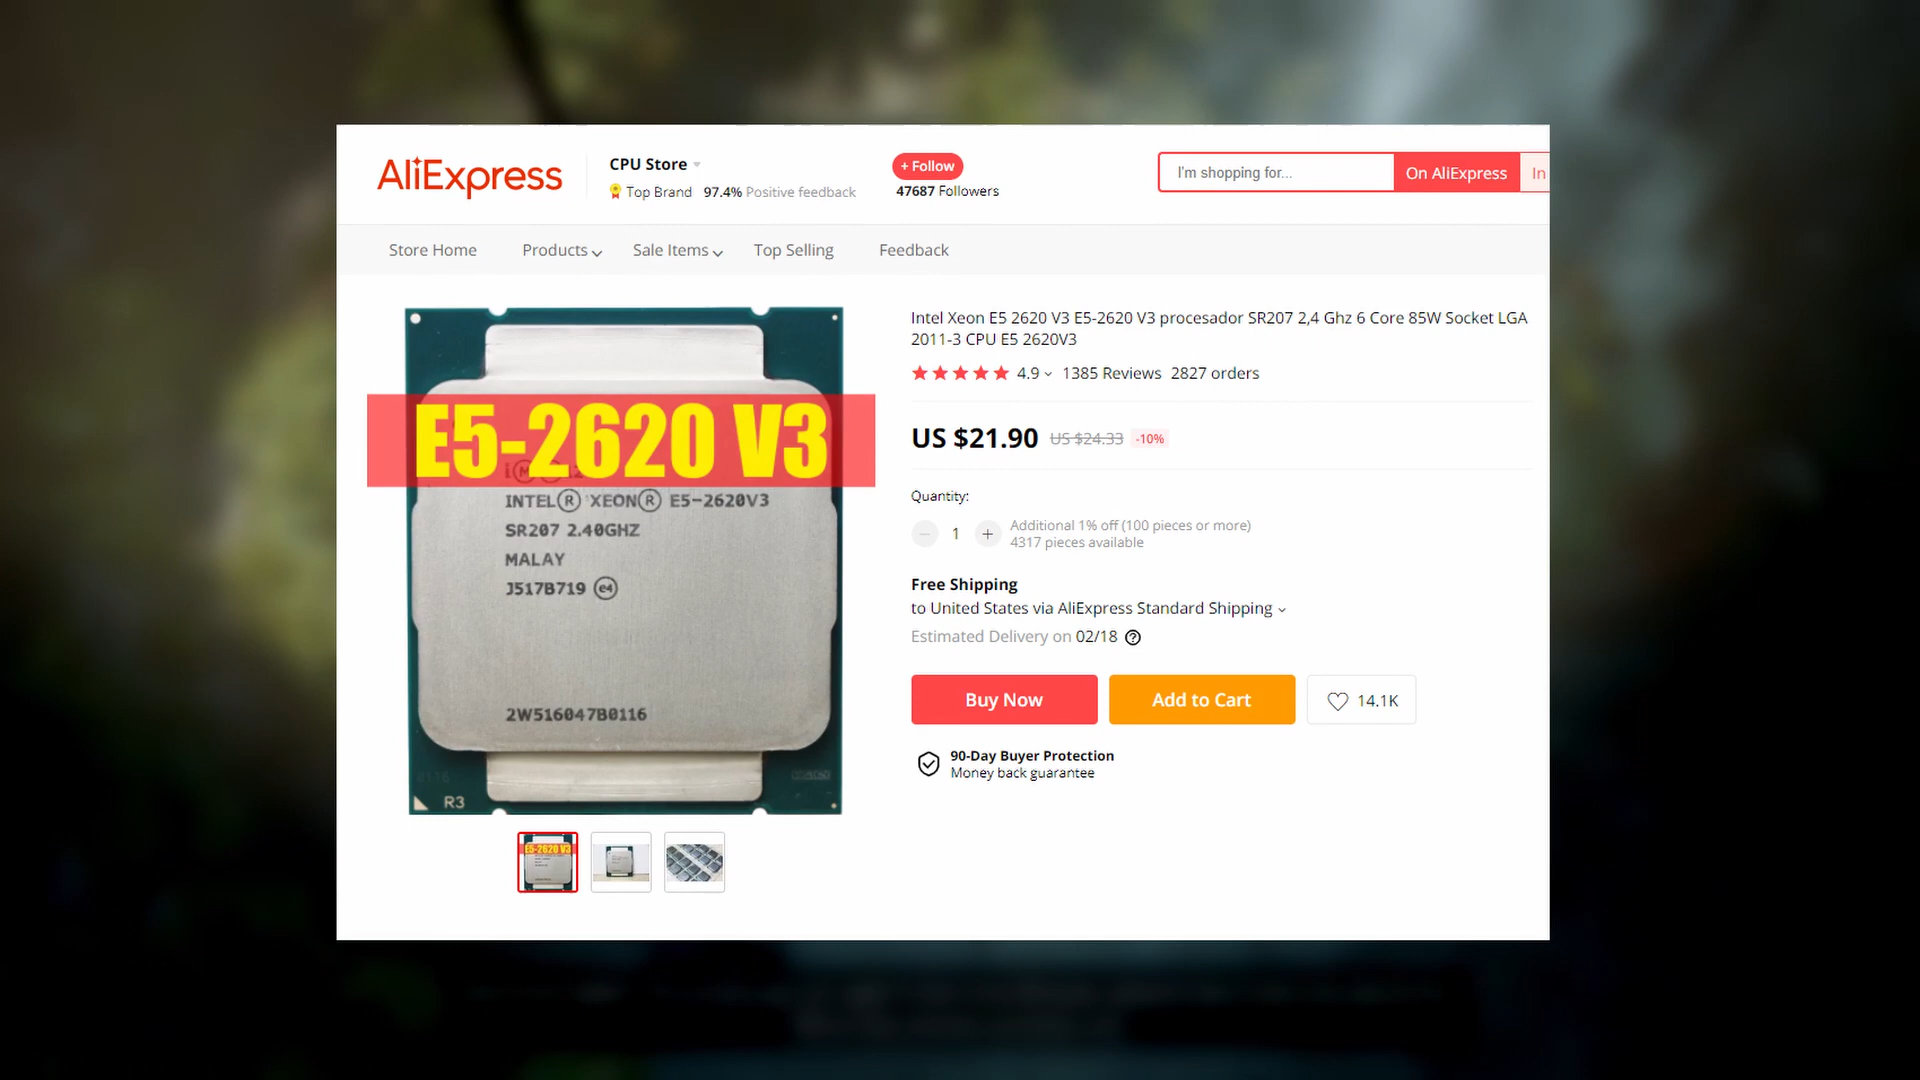 AliExpress
CPU Store
Top Brand 97.4% Positive feedback
+ Follow
47687 Followers
I'm shopping for...
On AliExpress
In
Store Home Products Sale Items Top Selling Feedback
E5-2620 V3
INTEL® XEON® E5-2620V3
SR207 2.40GHZ
MALAY
J517B719 e4
2W516047B0116
R3
E5-2620 V3
Intel Xeon E5 2620 V3 E5-2620 V3 procesador SR207 2,4 Ghz 6 Core 85W Socket LGA
2011-3 CPU E5 2620V3
4.9 1385 Reviews 2827 orders
US $21.90 US $24.33 -10%
Quantity:
1
Additional 1% off (100 pieces or more)
4317 pieces available
Free Shipping
to United States via AliExpress Standard Shipping
Estimated Delivery on 02/18
Buy Now
Add to Cart
14.1K
90-Day Buyer Protection
Money back guarantee